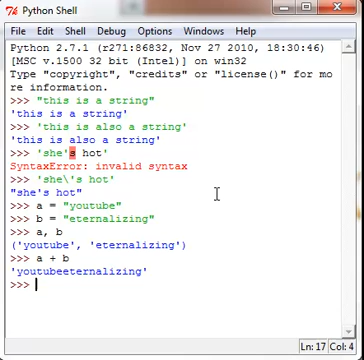 Python Shell
File Edit Shell Debug Options Windows Help
Python 2.7.1 (r271:86832, Nov 27 2010, 18:30:46)
[MSC v.1500 32 bit (Intel)] on win32
Type "copyright", "credits" or "license()" for mo
re information.
>>> "this is a string"
'this is a string'
>>> 'this is also a string'
'this is also a string'
>>> 'she's hot'
SyntaxError: invalid syntax
>>> 'she\'s hot'
"she's hot"
>>> a = "youtube"
>>> b = "eternalizing"
>>> a, b
('youtube', 'eternalizing')
>>> a + b
'youtubeeternalizing'
>>>
Ln: 17 Col: 4